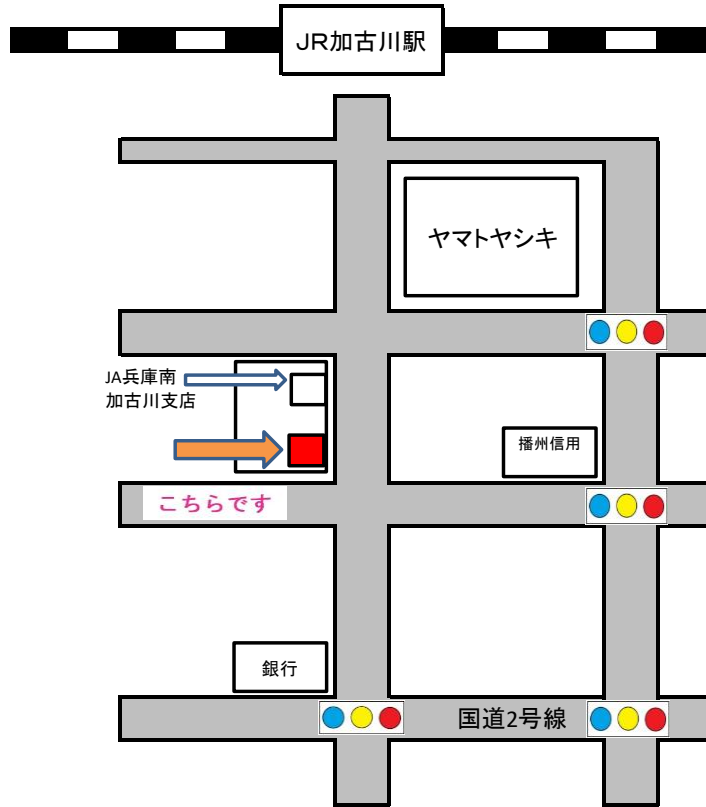 JR加古川駅
ヤマトヤシキ
JA兵庫南
加古川支店
播州信用
こちらです
銀行
国道2号線